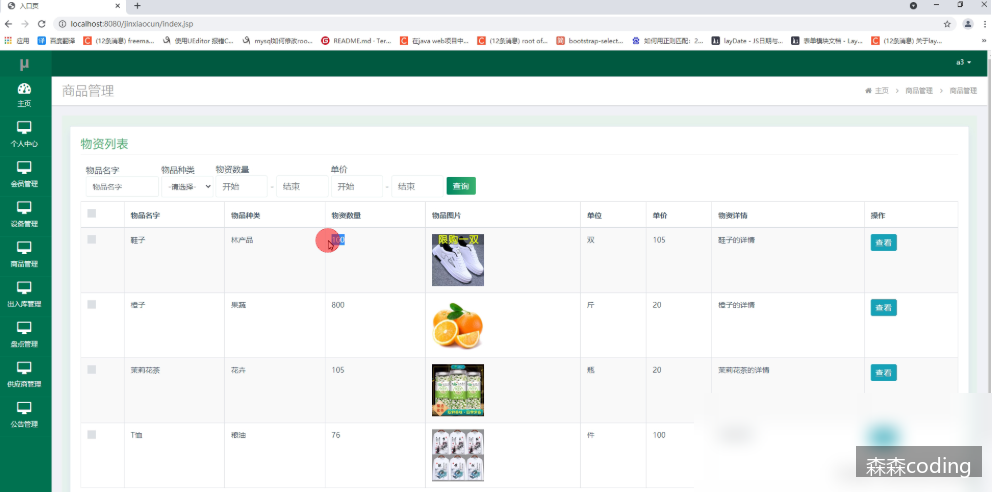 入口页
localhost:8080/jinxiaocun/index.jsp
应用 百度翻译 (12条消息) freema... 使用UEditor 报错C... mysql如何修改roo... README.md · Ter... 在java web项目中... (12条消息) root of... bootstrap-select... 如何用正则匹配：2... layDate - JS日期与... 表单模块文档 - Lay... (12条消息) 关于lay...
μ
a3
主页
个人中心
会员管理
设备管理
商品管理
出入库管理
盘点管理
供应商管理
公告管理
商品管理
主页 > 商品管理 > 商品管理
物资列表
物品名字 物品种类 物资数量 单价
物品名字 -请选择- 开始 - 结束 开始 - 结束 查询
物品名字 物品种类 物资数量 物品图片 单位 单价 物资详情 操作
限购一双
鞋子 林产品 双 105 鞋子的详情 查看
橙子 果蔬 800 斤 20 橙子的详情 查看
茉莉花茶 花卉 105 瓶 20 茉莉花茶的详情 查看
T恤 粮油 76 件 100
森森coding